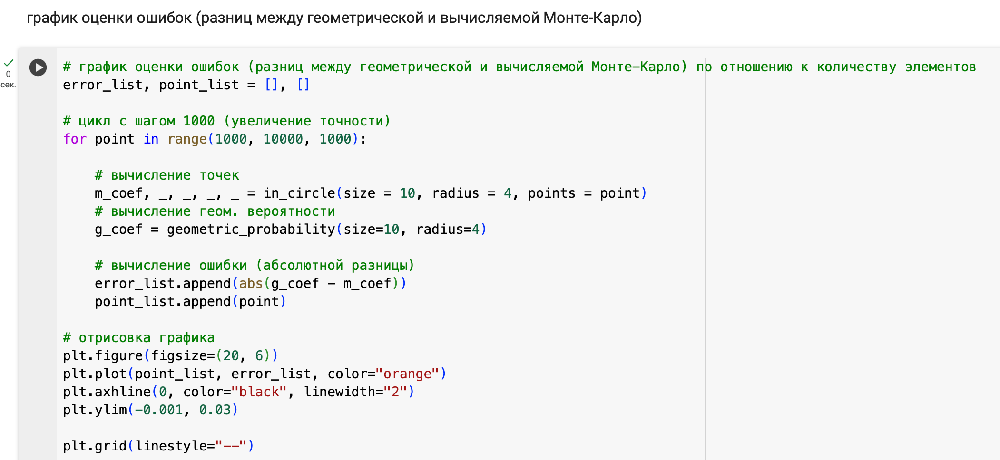 график оценки ошибок (разниц между геометрической и вычисляемой Монте-Карло)
0
сек.
# график оценки ошибок (разниц между геометрической и вычисляемой Монте-Карло) по отношению к количеству элементов
error_list, point_list = [], []
# цикл с шагом 1000 (увеличение точности)
for point in range(1000, 10000, 1000):
    # вычисление точек
    m_coef, _, _, _, _ = in_circle(size = 10, radius = 4, points = point)
    # вычисление геом. вероятности
    g_coef = geometric_probability(size=10, radius=4)
    # вычисление ошибки (абсолютной разницы)
    error_list.append(abs(g_coef - m_coef))
    point_list.append(point)
# отрисовка графика
plt.figure(figsize=(20, 6))
plt.plot(point_list, error_list, color="orange")
plt.axhline(0, color="black", linewidth="2")
plt.ylim(-0.001, 0.03)
plt.grid(linestyle="--")